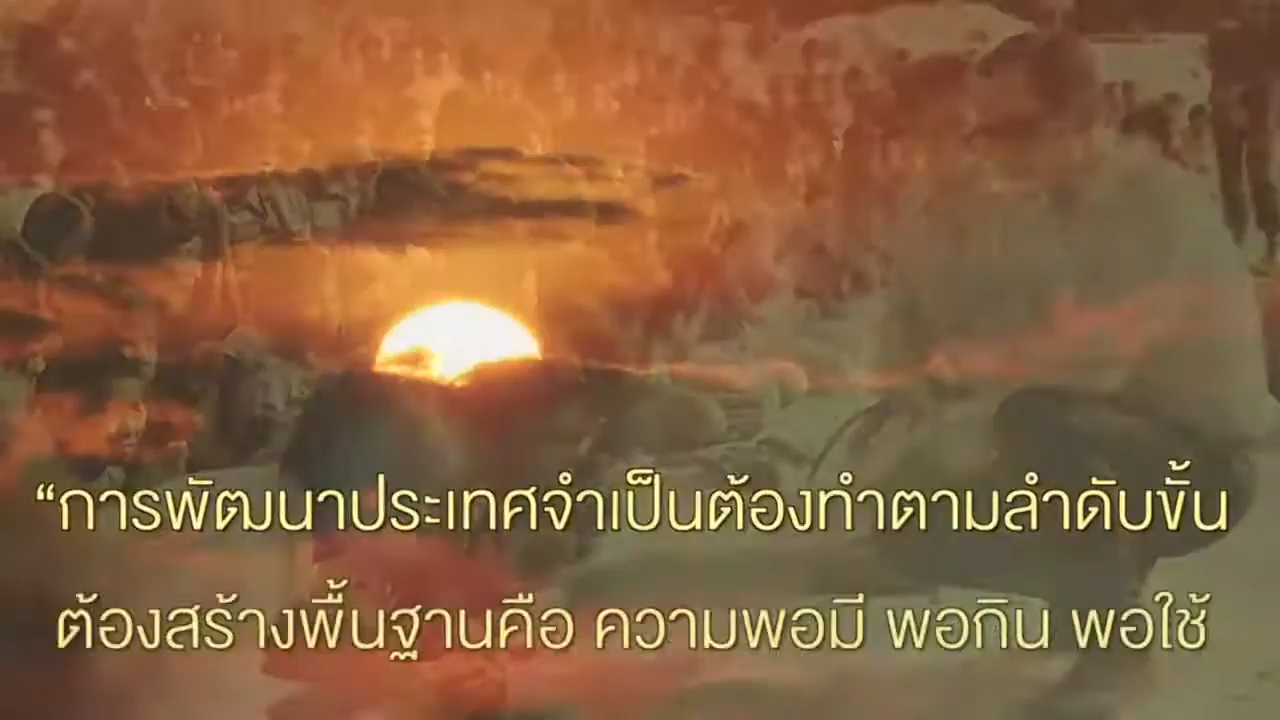 “การพัฒนาประเทศจำเป็นต้องทำตามลำดับขั้น
ต้องสร้างพื้นฐานคือ ความพอมี พอกิน พอใช้